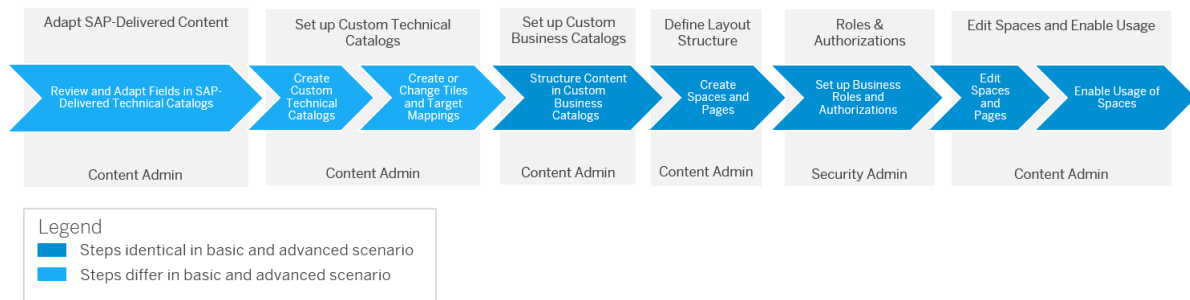 Adapt SAP-Delivered Content
Set up Custom Technical
Catalogs
Set up Custom
Business Catalogs
Define Layout
Structure
Roles &
Authorizations
Edit Spaces and Enable Usage
Review and Adapt Fields in SAP-
Delivered Technical Catalogs
Create
Custom
Technical
Catalogs
Create or
Change Tiles
and Target
Mappings
Structure Content
in Custom
Business
Catalogs
Create
Spaces and
Pages
Set up Business
Roles and
Authorizations
Edit
Spaces
and
Pages
Enable Usage of
Spaces
Content Admin
Content Admin
Content Admin
Content Admin
Security Admin
Content Admin
Legend
Steps identical in basic and advanced scenario
Steps differ in basic and advanced scenario